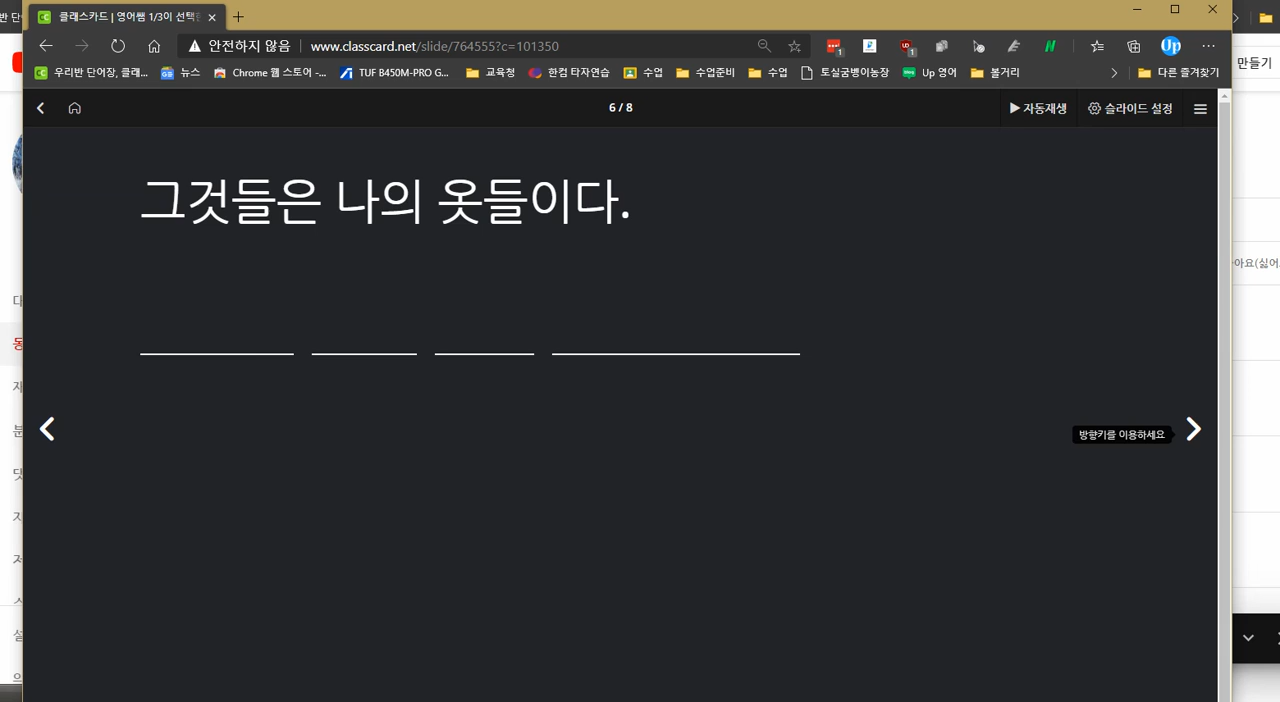 클래스카드 | 영어쌤 1/3이 선택한
안전하지 않음 | www.classcard.net/slide/764555?c=101350
우리반 단어장, 클래... 뉴스 Chrome 웹 스토어 -... TUF B450M-PRO G... 교육청 한컴 타자연습 수업 수업준비 수업 토실굼벵이농장 Up 영어 볼거리 다른 즐겨찾기
만들기
6 / 8
자동재생 슬라이드 설정
그것들은 나의 옷들이다.
방향키를 이용하세요